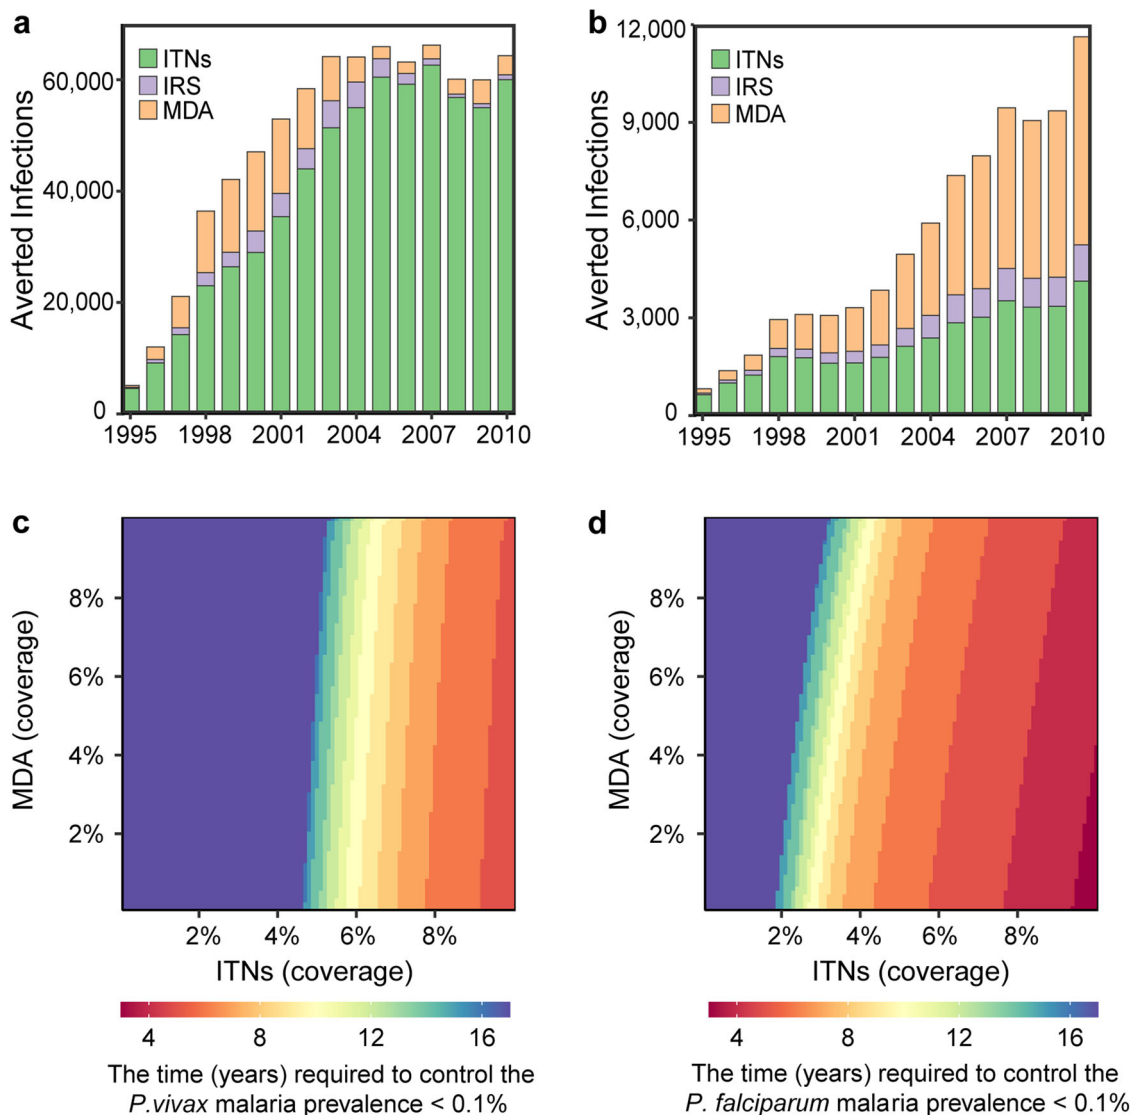 a
ITNs
IRS
MDA
Averted Infections
60,000
40,000
20,000
0
1995 1998 2001 2004 2007 2010
b
ITNs
IRS
MDA
Averted Infections
12,000
9,000
6,000
3,000
0
1995 1998 2001 2004 2007 2010
c
MDA (coverage)
8%
6%
4%
2%
2% 4% 6% 8%
ITNs (coverage)
4 8 12 16
The time (years) required to control the
P.vivax malaria prevalence < 0.1%
d
MDA (coverage)
8%
6%
4%
2%
2% 4% 6% 8%
ITNs (coverage)
4 8 12 16
The time (years) required to control the
P. falciparum malaria prevalence < 0.1%